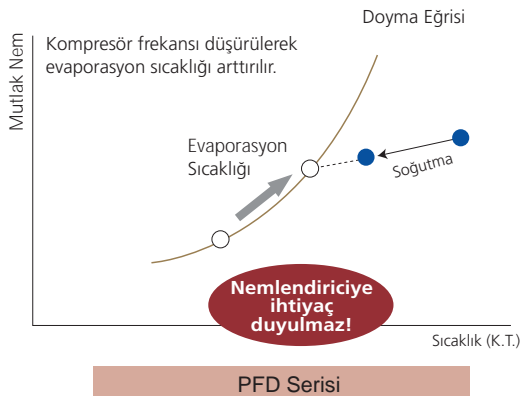 Doyma Eğrisi
Mutlak Nem
Kompresör frekansı düşürülerek
evaporasyon sıcaklığı arttırılır.
Evaporasyon
Sıcaklığı
Soğutma
Nemlendiriciye
ihtiyaç
duyulmaz!
Sıcaklık (K.T.)
PFD Serisi